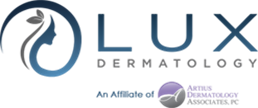 LUX
DERMATOLOGY
An Affiliate of
ARTIUS
DERMATOLOGY
ASSOCIATES, PC